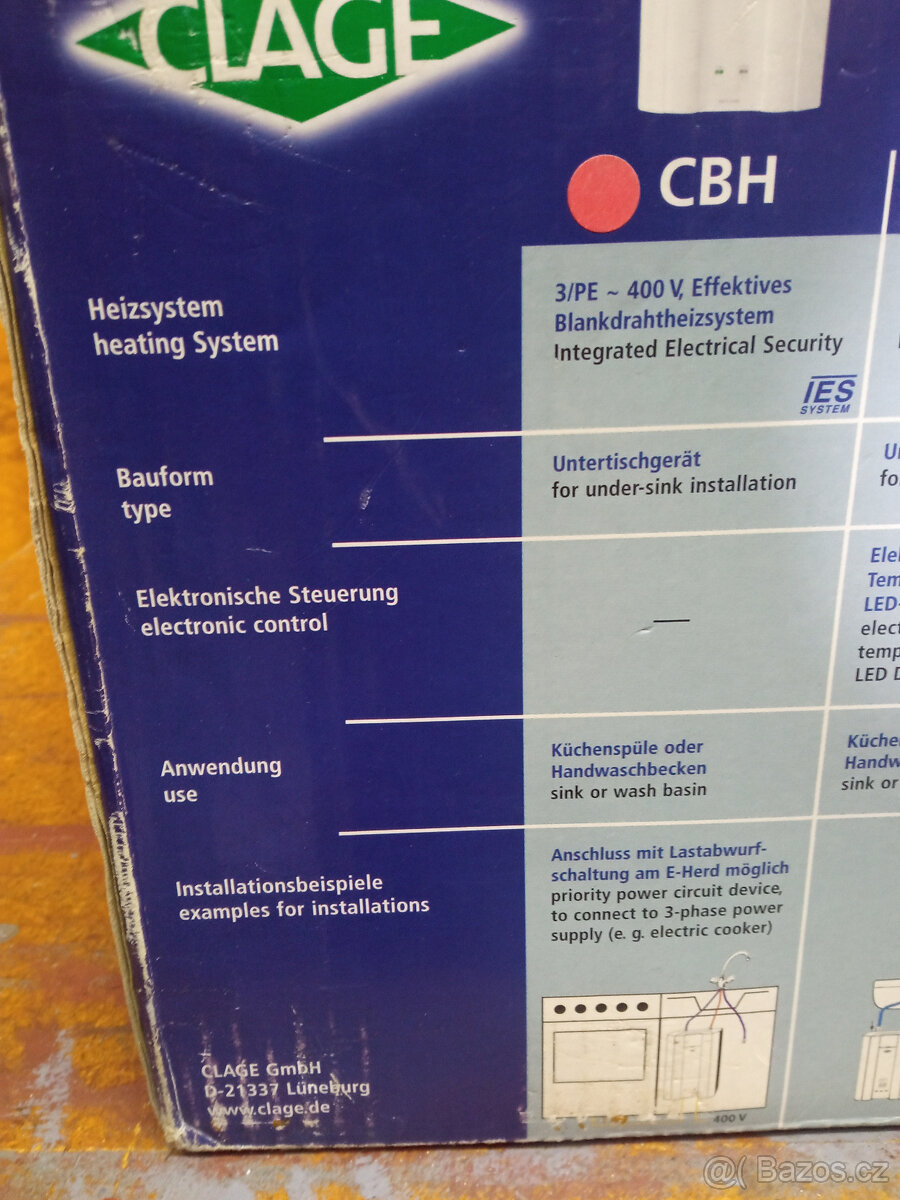 CLAGE
CBH
Heizsystem
heating System
3/PE ~ 400 V, Effektives
Blankdrahtheizsystem
Integrated Electrical Security
IES
SYSTEM
Bauform
type
Untertischgerät
for under-sink installation
Elektronische Steuerung
electronic control
—
Anwendung
use
Küchenspüle oder
Handwaschbecken
sink or wash basin
Installationsbeispiele
examples for installations
Anschluss mit Lastabwurf-
schaltung am E-Herd möglich
priority power circuit device,
to connect to 3-phase power
supply (e. g. electric cooker)
400 V
CLAGE GmbH
D-21337 Lüneburg
www.clage.de
LED
sink or
@( Bazos.cz